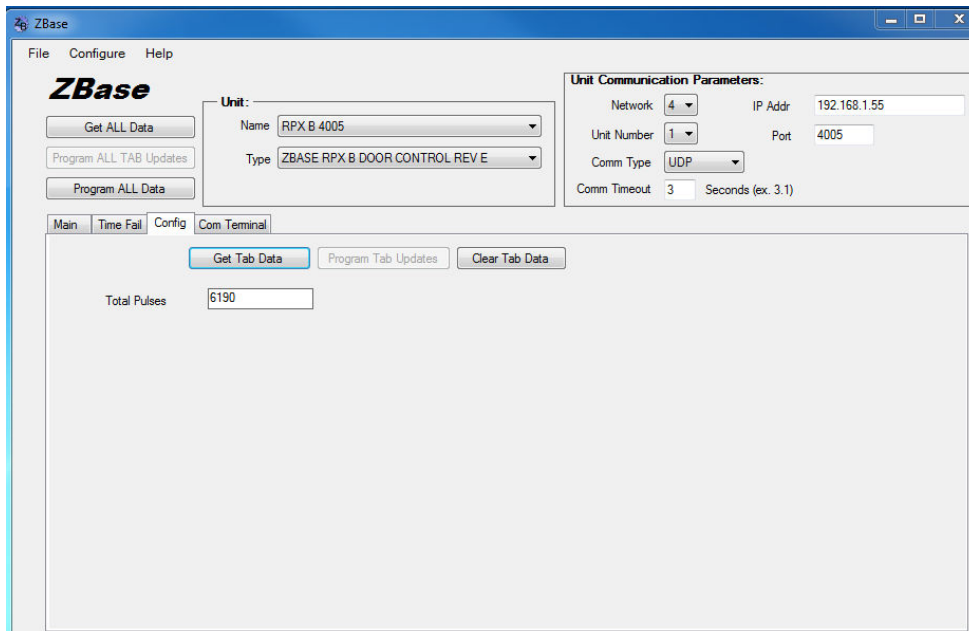 ZB ZBase
File Configure Help
ZBase
Get ALL Data
Program ALL TAB Updates
Program ALL Data
Unit:
Name RPX B 4005
Type ZBASE RPX B DOOR CONTROL REV E
Unit Communication Parameters:
Network 4 IP Addr 192.168.1.55
Unit Number 1 Port 4005
Comm Type UDP
Comm Timeout 3 Seconds (ex. 3.1)
Main Time Fail Config Com Terminal
Get Tab Data Program Tab Updates Clear Tab Data
Total Pulses 6190